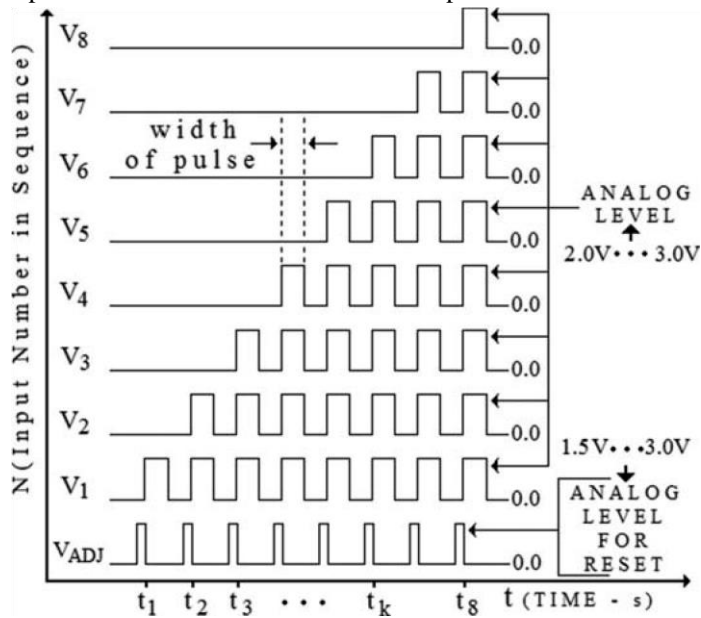 V8
0.0
V7
0.0
width
of pulse
V6
0.0
V5
0.0
ANALOG
LEVEL
2.0V•••3.0V
V4
0.0
V3
0.0
V2
0.0
1.5V•••3.0V
V1
0.0
ANALOG
LEVEL
FOR
RESET
VADJ
0.0
t1 t2 t3 ••• tk t8 t (TIME - s)
N(Input Number in Sequence)